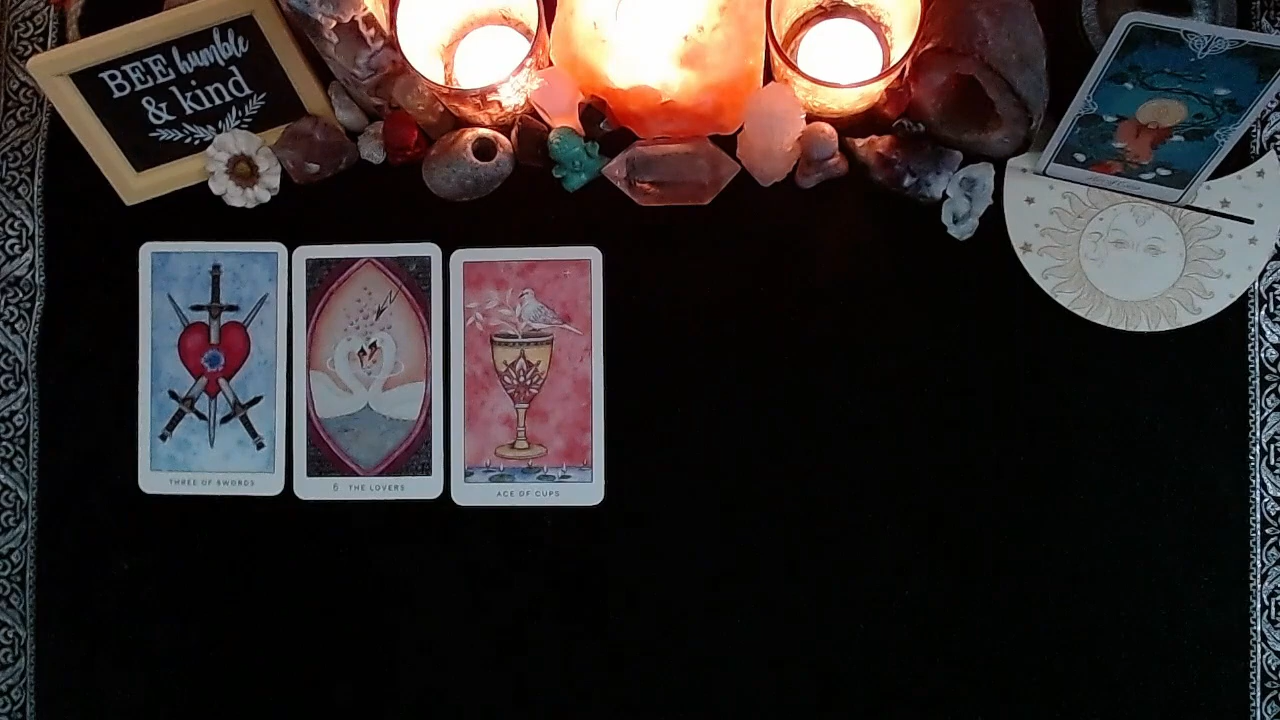 BEE humble
& kind
THREE OF SWORDS
6 THE LOVERS
ACE OF CUPS